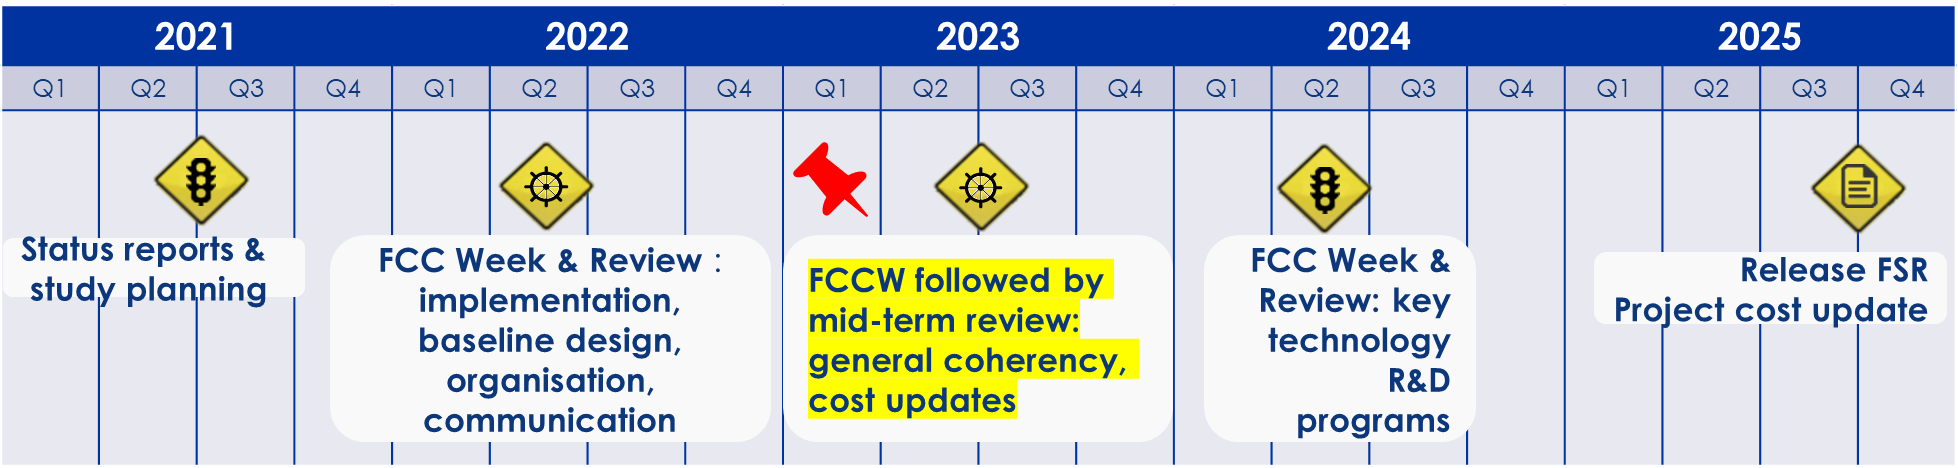 2021 2022 2023 2024 2025
Q1 Q2 Q3 Q4 Q1 Q2 Q3 Q4 Q1 Q2 Q3 Q4 Q1 Q2 Q3 Q4 Q1 Q2 Q3 Q4
Status reports &
study planning
FCC Week & Review :
implementation,
baseline design,
organisation,
communication
FCCW followed by
mid-term review:
general coherency,
cost updates
FCC Week &
Review: key
technology
R&D
programs
Release FSR
Project cost update